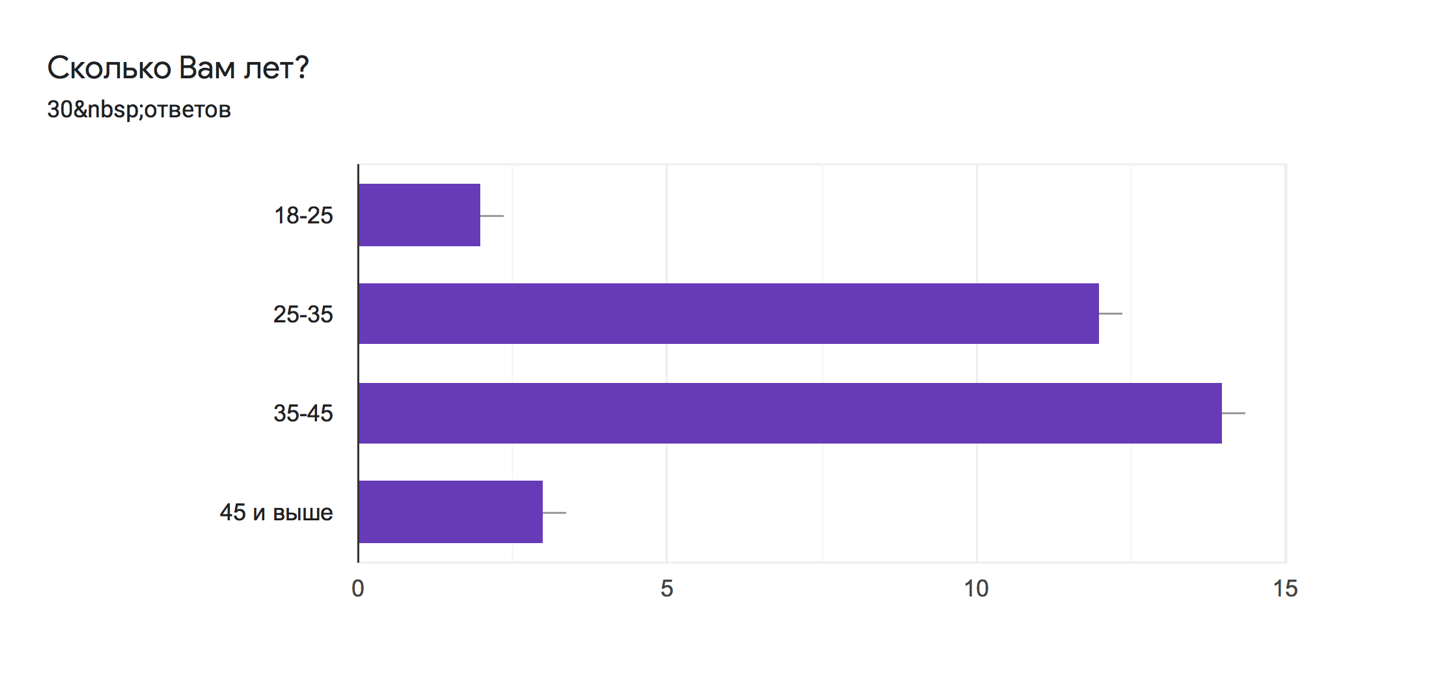 Сколько Вам лет?
30&nbsp;ответов
18-25
25-35
35-45
45 и выше
0 5 10 15